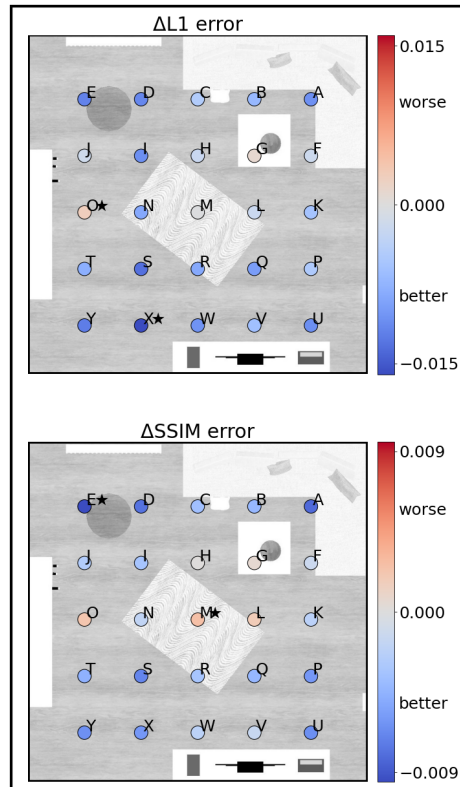 ΔL1 error
E D C B A
J I H G F
O★ N M L K
T S R Q P
Y X★ W V U
0.015
worse
0.000
better
−0.015
ΔSSIM error
E★ D C B A
J I H G F
O N M★ L K
T S R Q P
Y X W V U
0.009
worse
0.000
better
−0.009